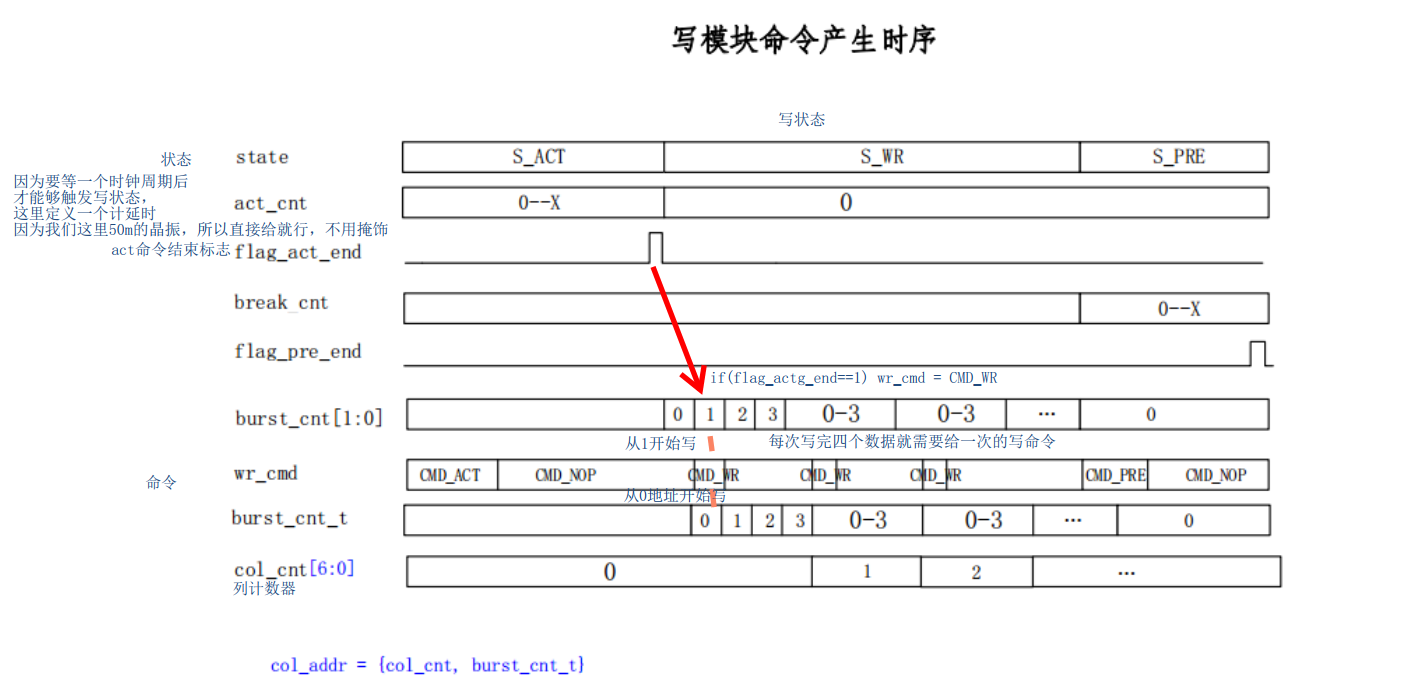 写模块命令产生时序
写状态
状态
state
S_ACT
S_WR
S_PRE
因为要等一个时钟周期后
才能够触发写状态,
这里定义一个计延时
因为我们这里50m的晶振,所以直接给就行,不用掩饰
act_cnt
0--X
0
act命令结束标志
flag_act_end
break_cnt
0--X
flag_pre_end
if(flag_actg_end==1) wr_cmd = CMD_WR
burst_cnt[1:0]
0
1
2
3
0-3
0-3
...
0
从1开始写
每次写完四个数据就需要给一次的写命令
命令
wr_cmd
CMD_ACT
CMD_NOP
CMD_WR
CMD_WR
CMD_WR
CMD_PRE
CMD_NOP
从0地址开始写
burst_cnt_t
0
1
2
3
0-3
0-3
...
0
col_cnt[6:0]
0
1
2
...
列计数器
col_addr = {col_cnt, burst_cnt_t}